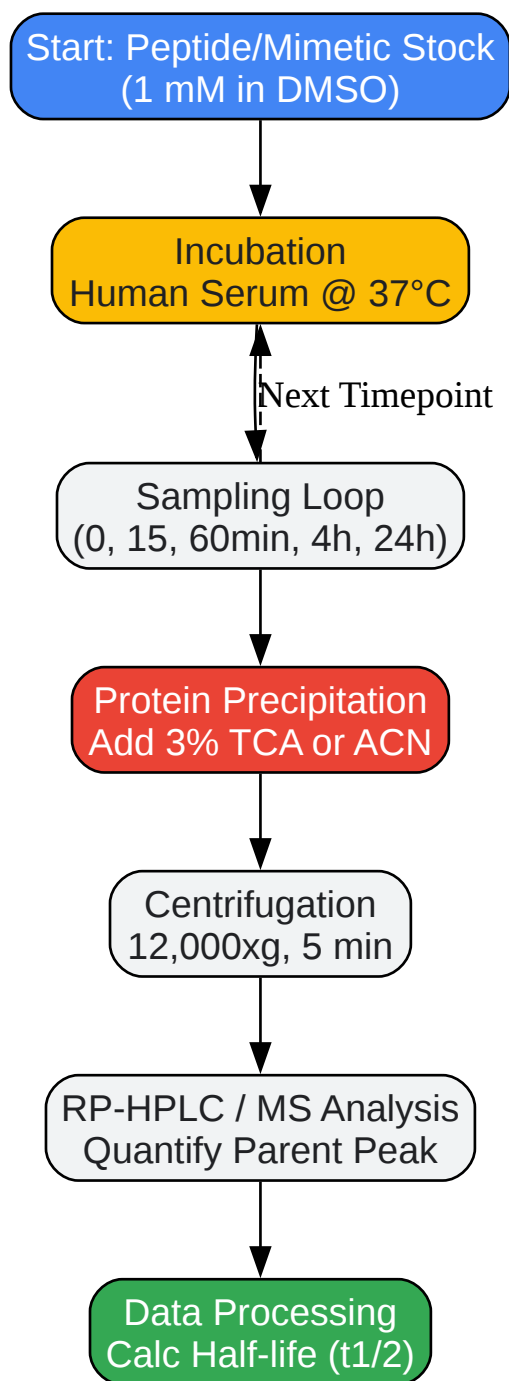 Start: Peptide/Mimetic Stock
(1 mM in DMSO)
Incubation
Human Serum @ 37°C
Next Timepoint
Sampling Loop
(0, 15, 60min, 4h, 24h)
Protein Precipitation
Add 3% TCA or ACN
Centrifugation
12,000xg, 5 min
RP-HPLC / MS Analysis
Quantify Parent Peak
Data Processing
Calc Half-life (t1/2)